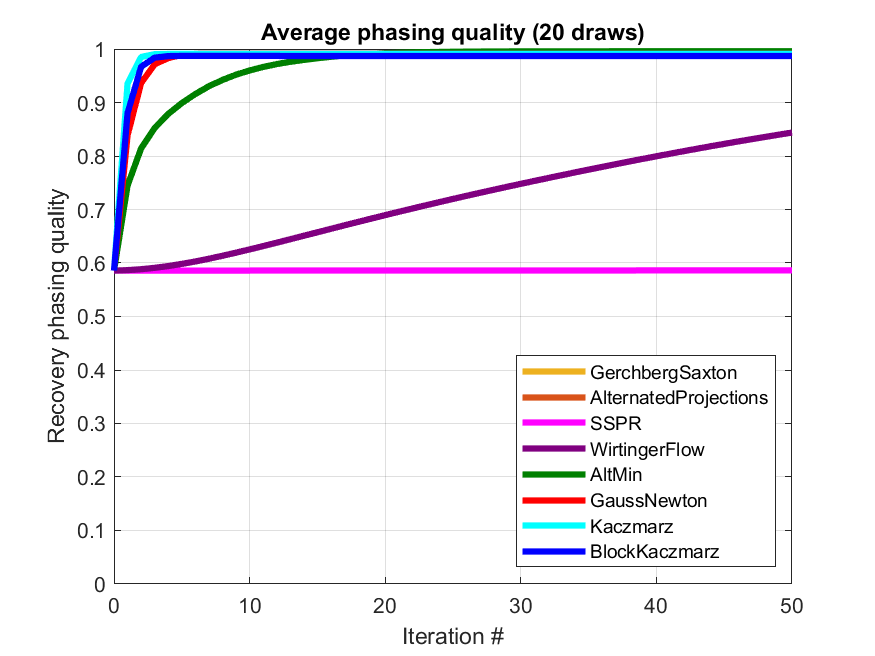 Average phasing quality (20 draws)
Recovery phasing quality
1
0.9
0.8
0.7
0.6
0.5
0.4
0.3
0.2
0.1
0
0 10 20 30 40 50
Iteration #
GerchbergSaxton
AlternatedProjections
SSPR
WirtingerFlow
AltMin
GaussNewton
Kaczmarz
BlockKaczmarz